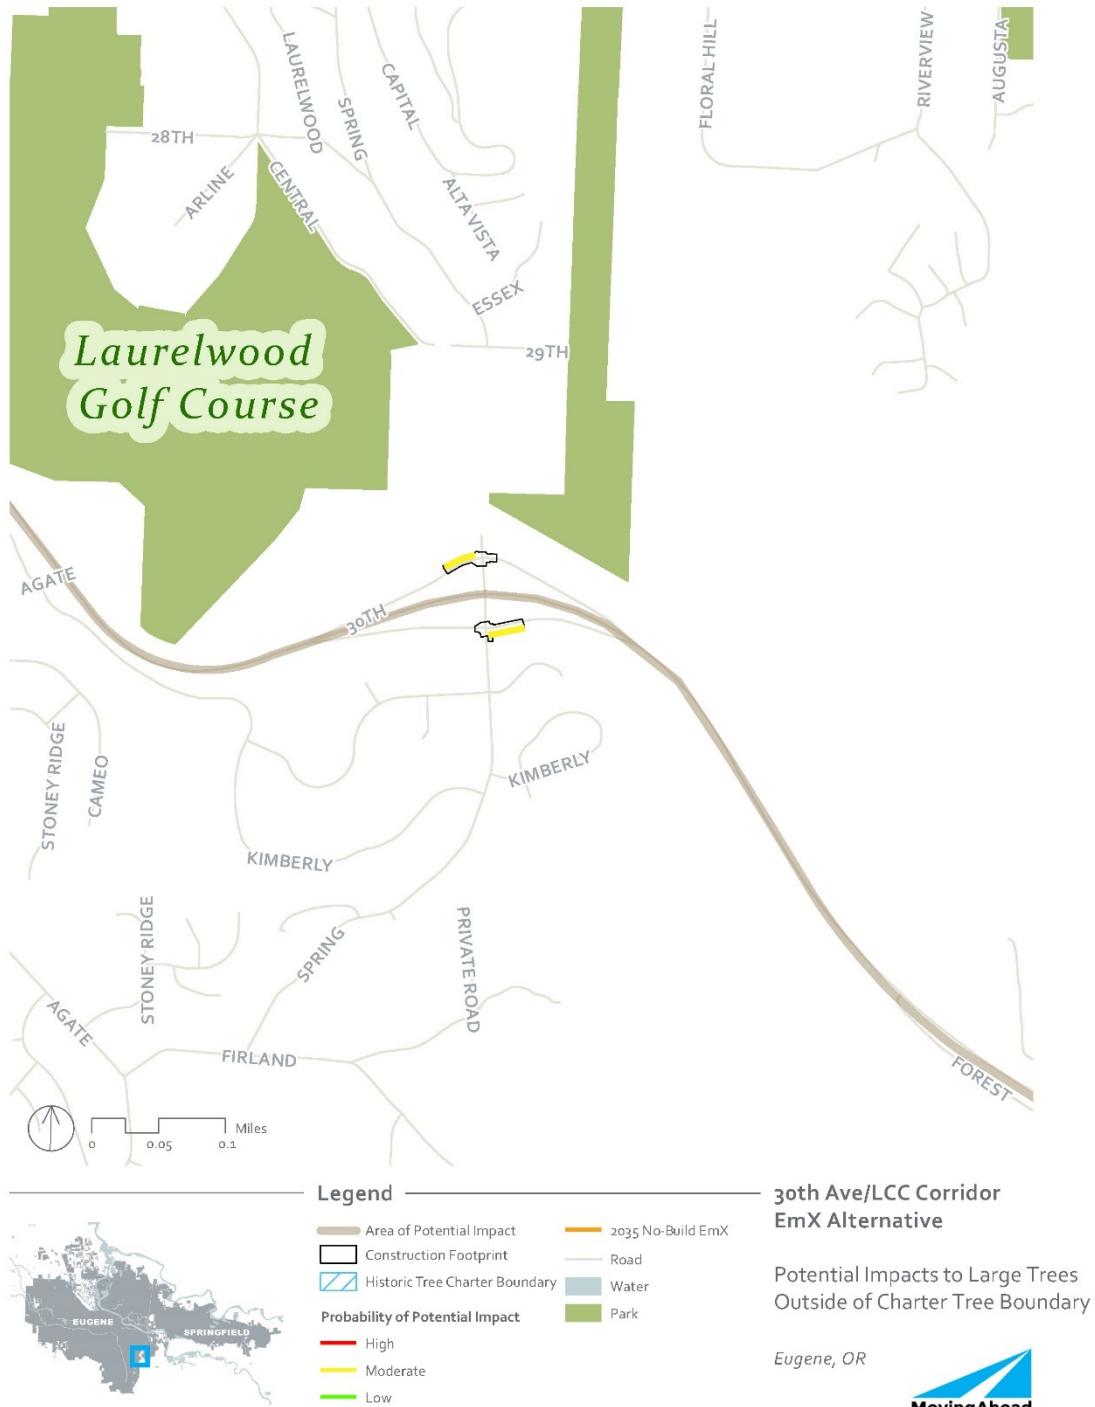 FLORAL HILL
RIVERVIEW
AUGUSTA
LAURELWOOD
SPRING
CAPITAL
28TH
ARLINE
CENTRAL
ALTA VISTA
ESSEX
29TH
Laurelwood
Golf Course
AGATE
30TH
STONEY RIDGE
CAMEO
KIMBERLY
KIMBERLY
STONEY RIDGE
SPRING
PRIVATE ROAD
AGATE
FIRLAND
FOREST
Miles
0 0.05 0.1
Legend
Area of Potential Impact
Construction Footprint
Historic Tree Charter Boundary
Probability of Potential Impact
High
Moderate
Low
2035 No-Build EmX
Road
Water
Park
30th Ave/LCC Corridor
EmX Alternative
Potential Impacts to Large Trees
Outside of Charter Tree Boundary
Eugene, OR
EUGENE
SPRINGFIELD
MovingAhead